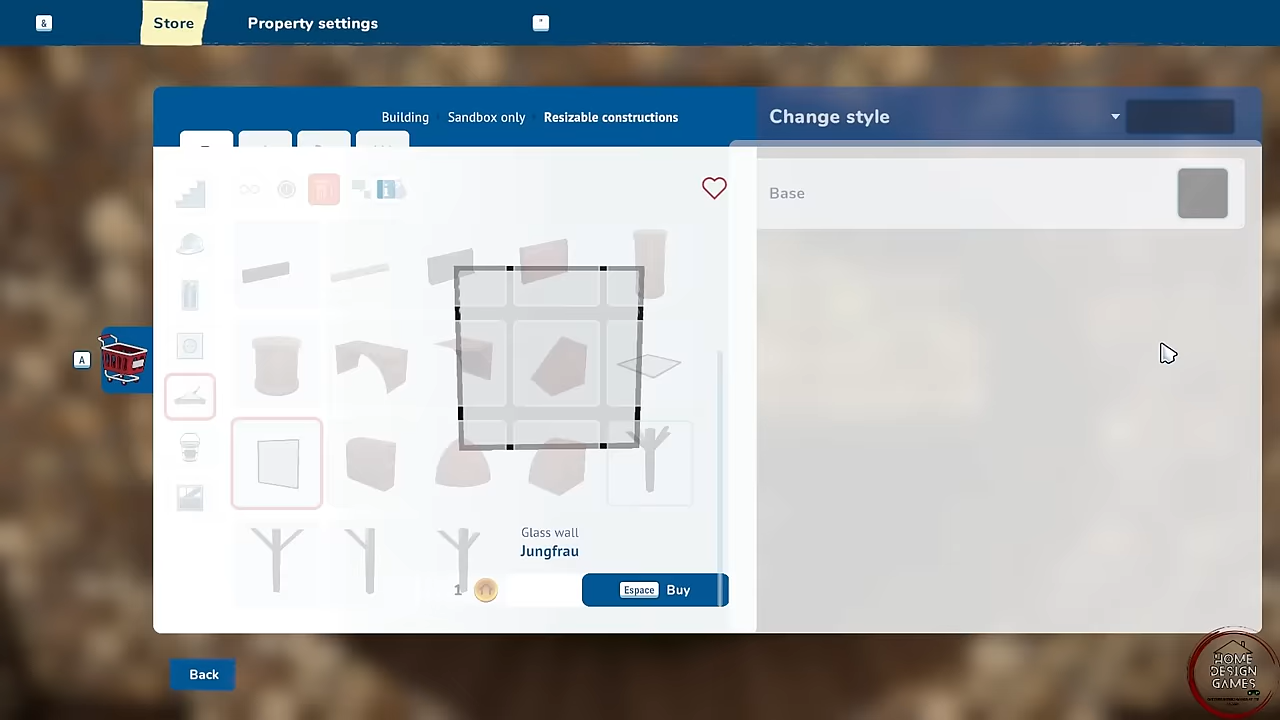 &
Store
Property settings
"
Building
Sandbox only
Resizable constructions
Change style
Base
A
Glass wall
Jungfrau
1
Espace Buy
Back
HOME
DESIGN
GAMES